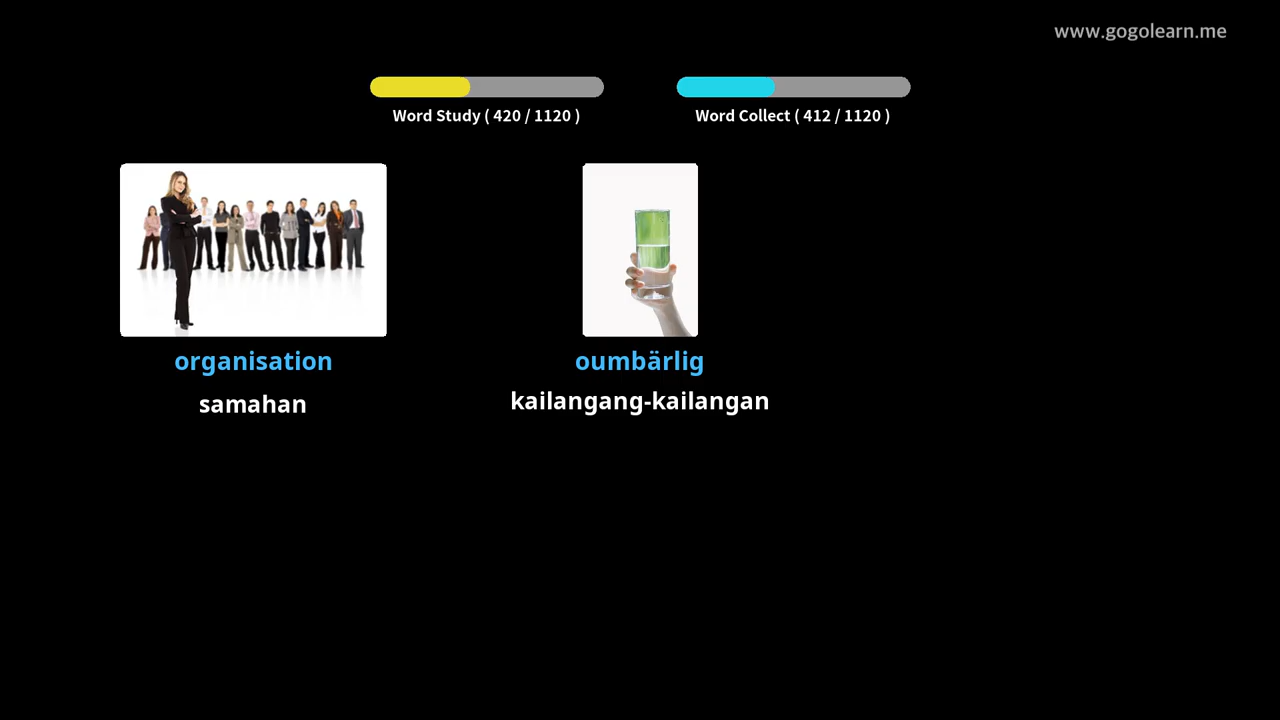 www.gogolearn.me
Word Study ( 420 / 1120 )
Word Collect ( 412 / 1120 )
organisation
samahan
oumbärlig
kailangang-kailangan